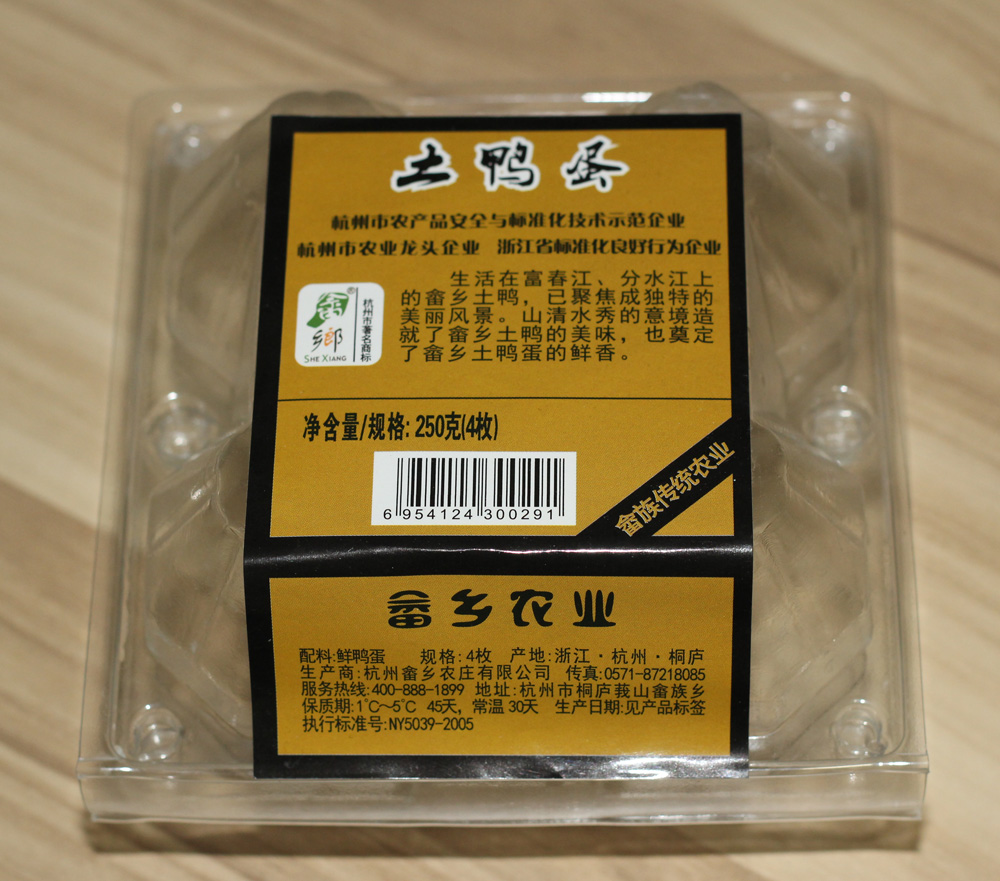 土鸭蛋
杭州市农产品安全与标准化技术示范企业
杭州市农业龙头企业 浙江省标准化良好行为企业
畲鄉®
SHE XIANG
杭州市著名商标
生活在富春江、分水江上
的畲乡土鸭，已聚焦成独特的
美丽风景。山清水秀的意境造
就了畲乡土鸭的美味，也奠定
了畲乡土鸭蛋的鲜香。
净含量/规格: 250克(4枚)
6 954124 300291
畲族传统农业
畲乡农业
配料:鲜鸭蛋 规格:4枚 产地:浙江·杭州·桐庐
生产商:杭州畲乡农庄有限公司 传真:0571-87218085
服务热线:400-888-1899 地址:杭州市桐庐莪山畲族乡
保质期:1℃～5℃ 45天, 常温 30天 生产日期:见产品标签
执行标准号:NY5039-2005